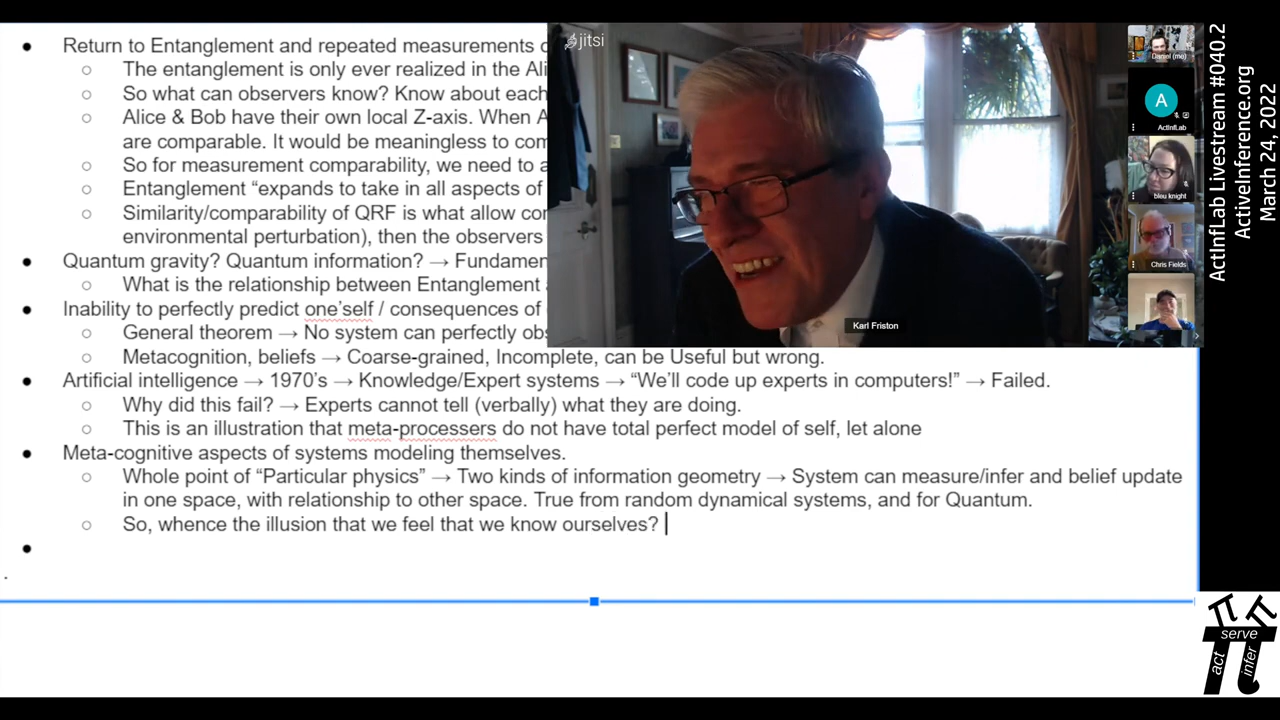 Return to Entanglement and repeated measurements
The entanglement is only ever realized in the
So what can observers know? Know about each
Alice & Bob have their own local Z-axis. When
are comparable. It would be meaningless to
So for measurement comparability, we need to
Entanglement “expands to take in all aspects of
Similarity/comparability of QRF is what allow
environmental perturbation), then the observers
Quantum gravity? Quantum information? →
What is the relationship between Entanglement
Inability to perfectly predict one’self / consequences of
General theorem → No system can perfectly
Metacognition, beliefs → Coarse-grained, Incomplete, can be Useful but wrong.
Artificial intelligence → 1970’s → Knowledge/Expert systems → “We’ll code up experts in computers!” → Failed.
Why did this fail? → Experts cannot tell (verbally) what they are doing.
This is an illustration that meta-processers do not have total perfect model of self, let alone
Meta-cognitive aspects of systems modeling themselves.
Whole point of “Particular physics” → Two kinds of information geometry → System can measure/infer and belief update
in one space, with relationship to other space. True from random dynamical systems, and for Quantum.
So, whence the illusion that we feel that we know ourselves?
jitsi
Karl Friston
Daniel (me)
A
ActInfLab
bleu knight
Chris Fields
ActInfLab Livestream #040.2
ActiveInference.org
March 24, 2022
serve
act
infer